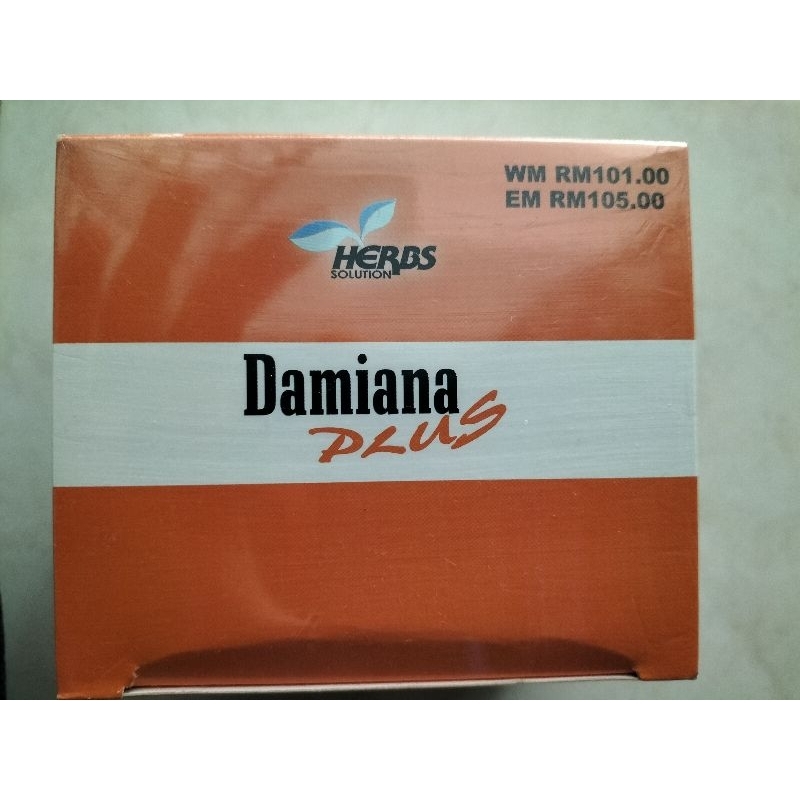 WM RM101.00
EM RM105.00
HERBS
SOLUTION
Damiana
PLUS